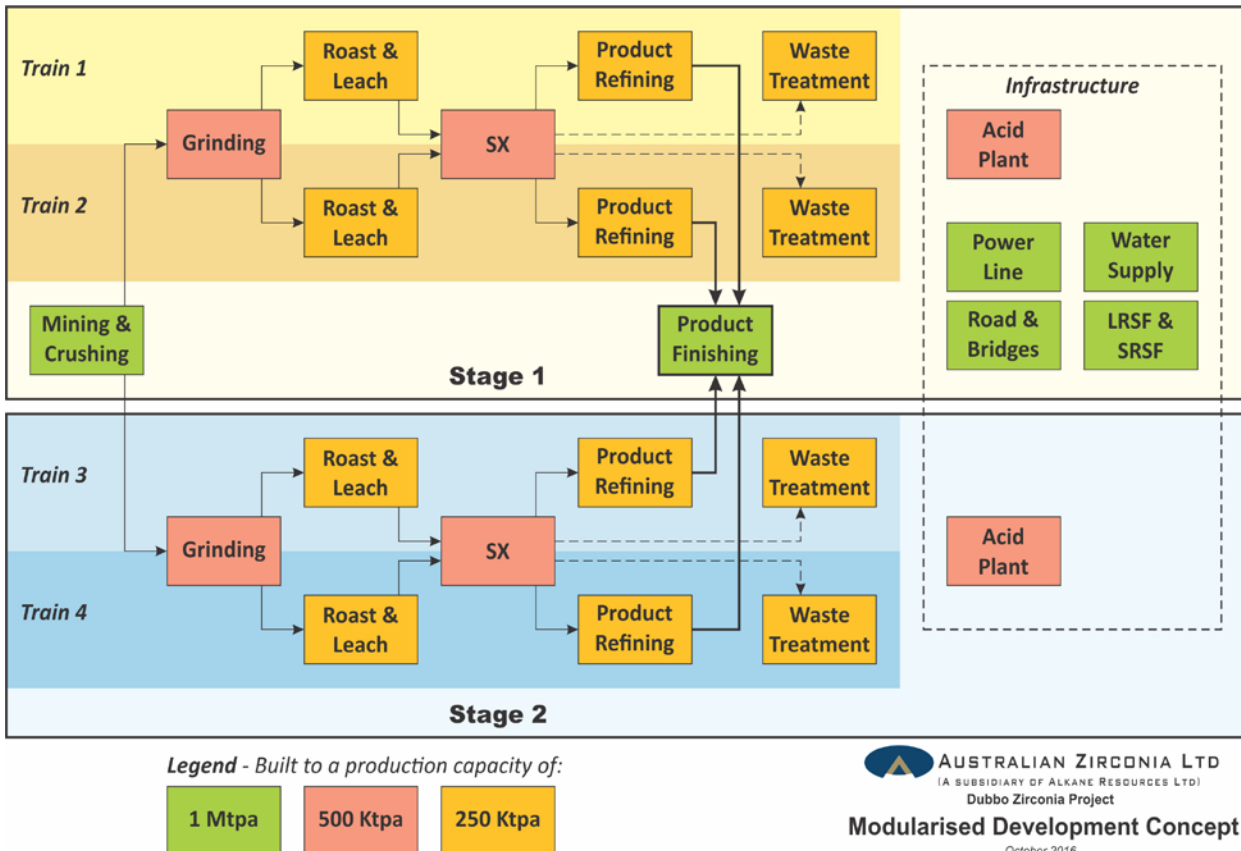 Train 1
Roast &
Leach
Product
Refining
Waste
Treatment
Infrastructure
Grinding
SX
Acid
Plant
Train 2
Roast &
Leach
Product
Refining
Waste
Treatment
Power
Line
Water
Supply
Mining &
Crushing
Product
Finishing
Road &
Bridges
LRSF &
SRSF
Stage 1
Train 3
Roast &
Leach
Product
Refining
Waste
Treatment
Grinding
SX
Acid
Plant
Train 4
Roast &
Leach
Product
Refining
Waste
Treatment
Stage 2
Legend - Built to a production capacity of:
1 Mtpa
500 Ktpa
250 Ktpa
AUSTRALIAN ZIRCONIA LTD
(A SUBSIDIARY OF ALKANE RESOURCES LTD)
Dubbo Zirconia Project
Modularised Development Concept
October 2016